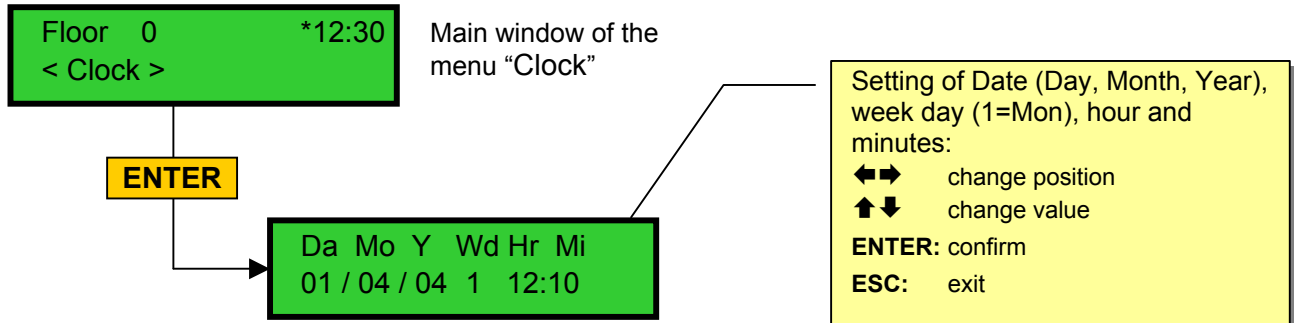 Floor 0 *12:30
< Clock >
Main window of the
menu “Clock”
ENTER
Da Mo Y Wd Hr Mi
01 / 04 / 04 1 12:10
Setting of Date (Day, Month, Year),
week day (1=Mon), hour and
minutes:
🡄🡆 change position
🡅🡇 change value
ENTER: confirm
ESC: exit